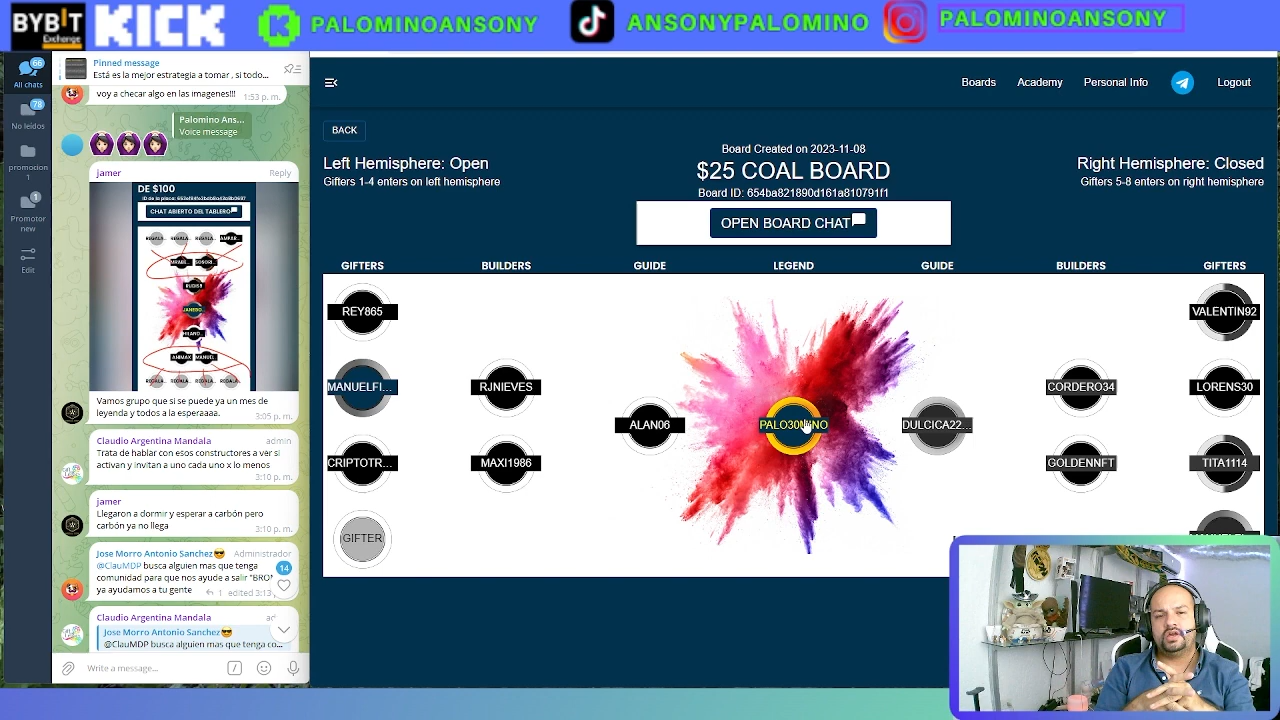 BYBIT
Exchange
KICK
PALOMINOANSONY
ANSONYPALOMINO
PALOMINOANSONY
66
All chats
78
No leídos
promocion
1
1
Promotor
new
Edit
Pinned message
Está es la mejor estrategia a tomar , si todo...
voy a checar algo en las imagenes!!!
1:53 p. m.
Palomino Ans...
Voice message
jamer
Reply
DE $100
CHAT ABIERTO DEL TABLERO
Vamos grupo que si se puede ya un mes de
leyenda y todos a la esperaaaa.
3:05 p. m.
Claudio Argentina Mandala
admin
Trata de hablar con esos constructores a ver si
activan y invitan a uno cada uno x lo menos
3:10 p. m.
jamer
Llegaron a dormir y esperar a carbón pero
carbón ya no llega
3:10 p. m.
Jose Morro Antonio Sanchez😎
Administrador
@ClauMDP busca alguien mas que tenga
14
comunidad para que nos ayude a salir "BRO"
ya ayudamos a tu gente
1 edited 3:13
Claudio Argentina Mandala
ad
Jose Morro Antonio Sanchez😎
@ClauMDP busca alguien mas que tenga co...
Write a message...
Boards
Academy
Personal Info
Logout
BACK
Left Hemisphere: Open
Gifters 1-4 enters on left hemisphere
Board Created on 2023-11-08
$25 COAL BOARD
Board ID: 654ba821890d161a810791f1
OPEN BOARD CHAT
Right Hemisphere: Closed
Gifters 5-8 enters on right hemisphere
GIFTERS
BUILDERS
GUIDE
LEGEND
GUIDE
BUILDERS
GIFTERS
REY865
VALENTIN92
MANUELFI...
RJNIEVES
CORDERO34
LORENS30
ALAN06
DULCICA22...
CRIPTOTR...
MAXI1986
GOLDENNFT
TITA1114
GIFTER